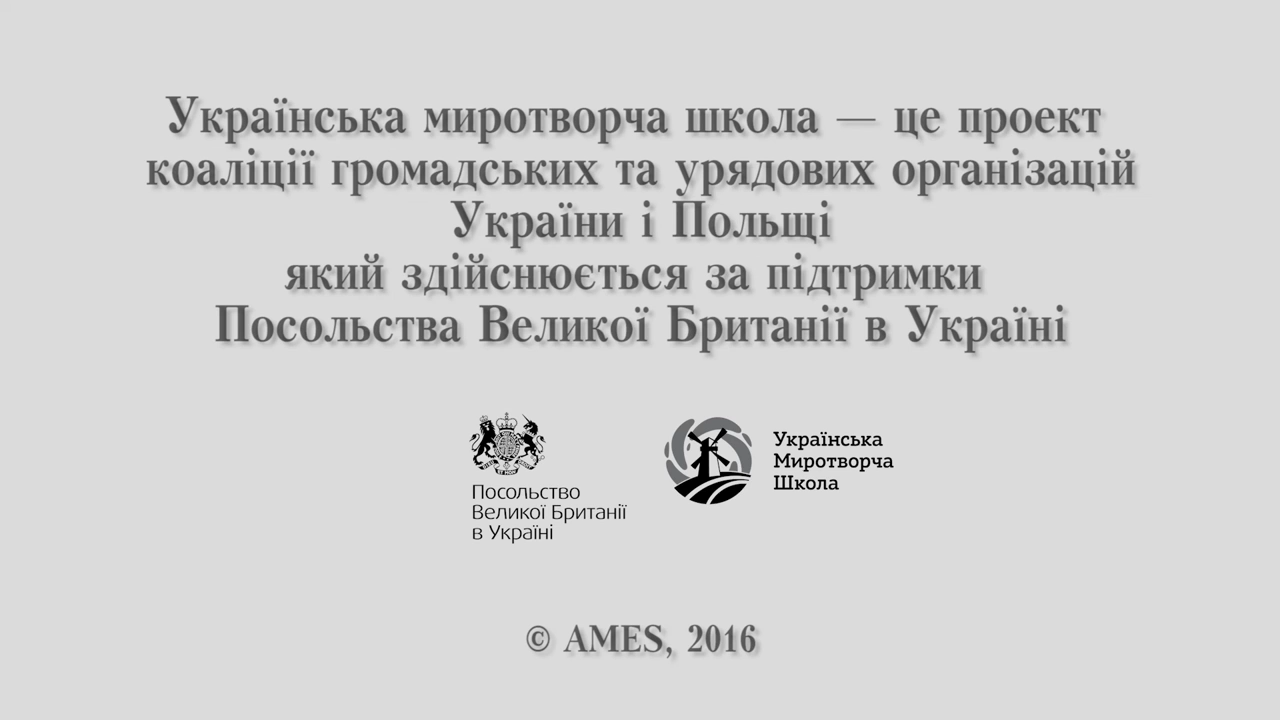 Українська миротворча школа — це проект
коаліції громадських та урядових організацій
України і Польщі
який здійснюється за підтримки
Посольства Великої Британії в Україні
Посольство
Великої Британії
в Україні
Українська
Миротворча
Школа
© AMES, 2016